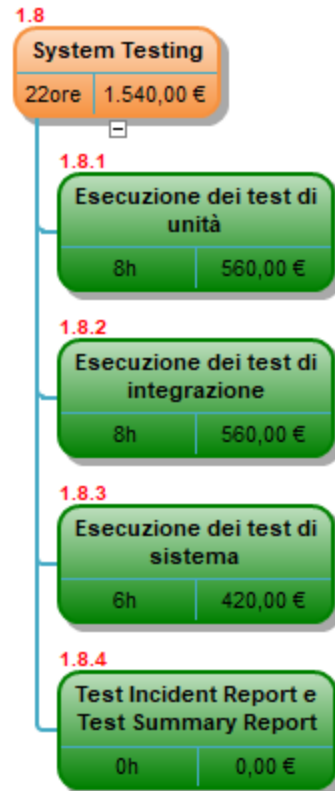 1.8
System Testing
22ore 1.540,00 €
1.8.1
Esecuzione dei test di
unità
8h 560,00 €
1.8.2
Esecuzione dei test di
integrazione
8h 560,00 €
1.8.3
Esecuzione dei test di
sistema
6h 420,00 €
1.8.4
Test Incident Report e
Test Summary Report
0h 0,00 €